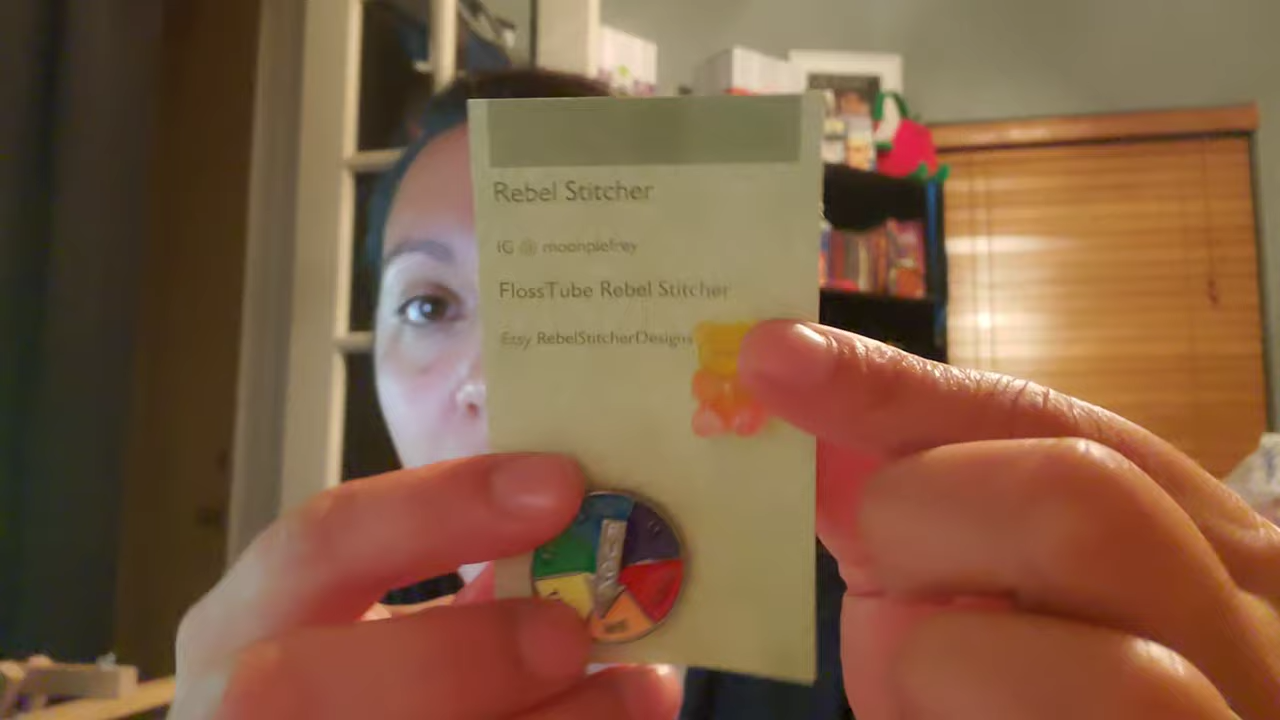 Rebel Stitcher
IG @ moonpiefrey
FlossTube Rebel Stitcher
Etsy RebelStitcherDesigns